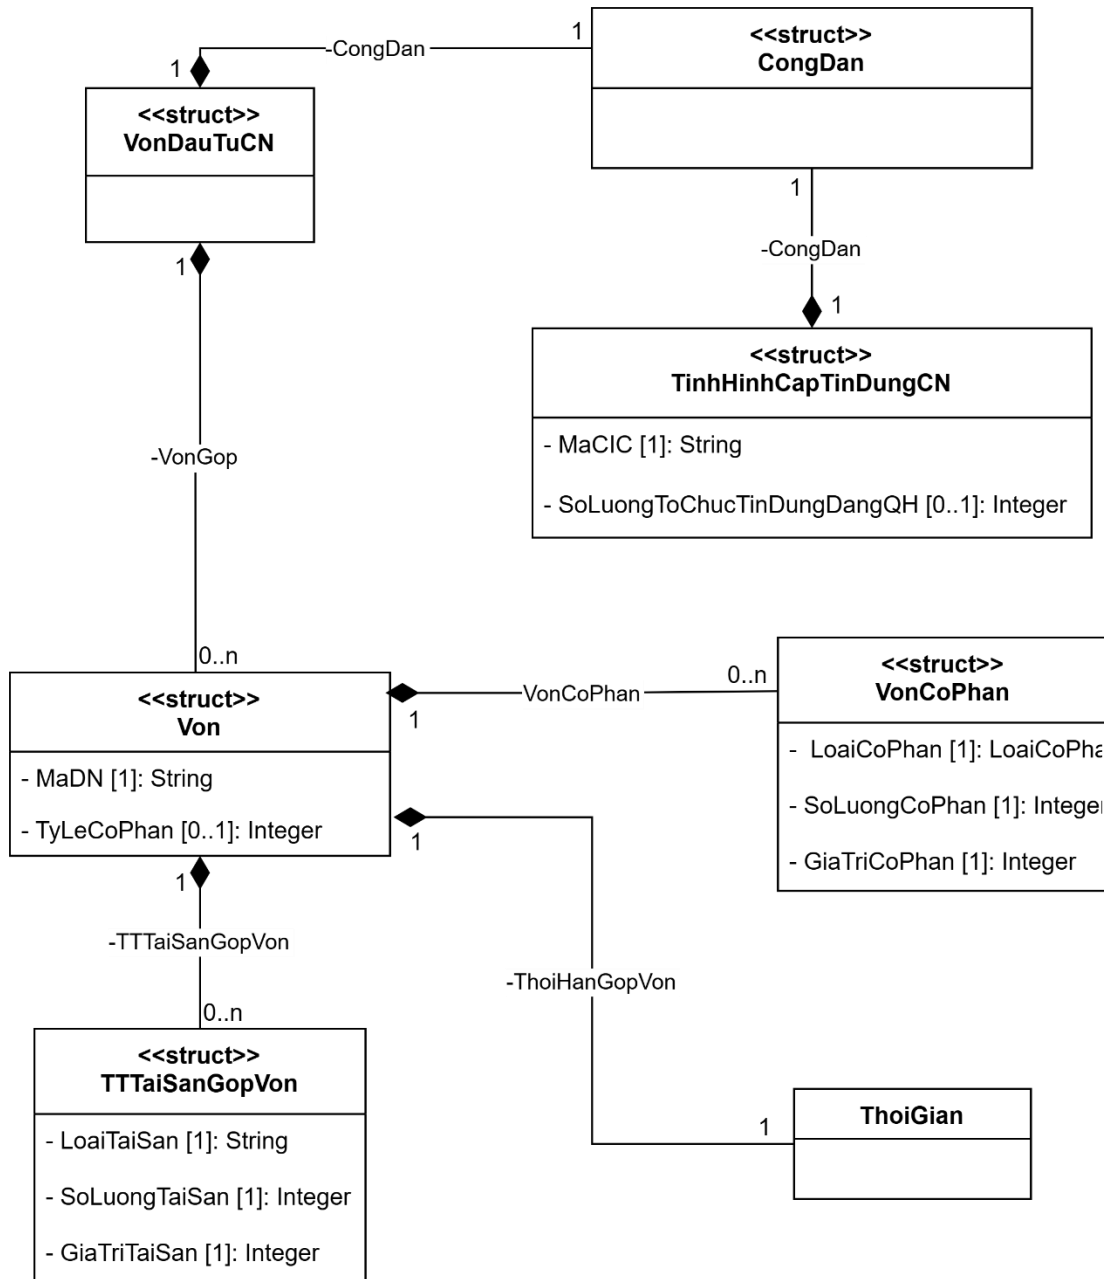 -CongDan
1
1
<<struct>>
CongDan
<<struct>>
VonDauTuCN
1
1
-CongDan
1
<<struct>>
TinhHinhCapTinDungCN
- MaCIC [1]: String
- SoLuongToChucTinDungDangQH [0..1]: Integer
-VonGop
0..n
<<struct>>
Von
- MaDN [1]: String
- TyLeCoPhan [0..1]: Integer
1
VonCoPhan
0..n
<<struct>>
VonCoPhan
- LoaiCoPhan [1]: LoaiCoPha
- SoLuongCoPhan [1]: Intege
- GiaTriCoPhan [1]: Integer
1
1
-TTTaiSanGopVon
0..n
-ThoiHanGopVon
1
<<struct>>
TTTaiSanGopVon
- LoaiTaiSan [1]: String
- SoLuongTaiSan [1]: Integer
- GiaTriTaiSan [1]: Integer
ThoiGian